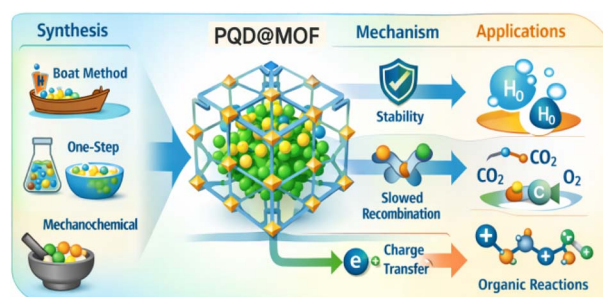 Synthesis
PQD@MOF
Mechanism
Applications
H
Boat Method
One-Step
Mechanochemical
Stability
Slowed
Recombination
e +
Charge
Transfer
H₀
H₀
CO₂
CO₂
C
O₂
+
+
Organic Reactions